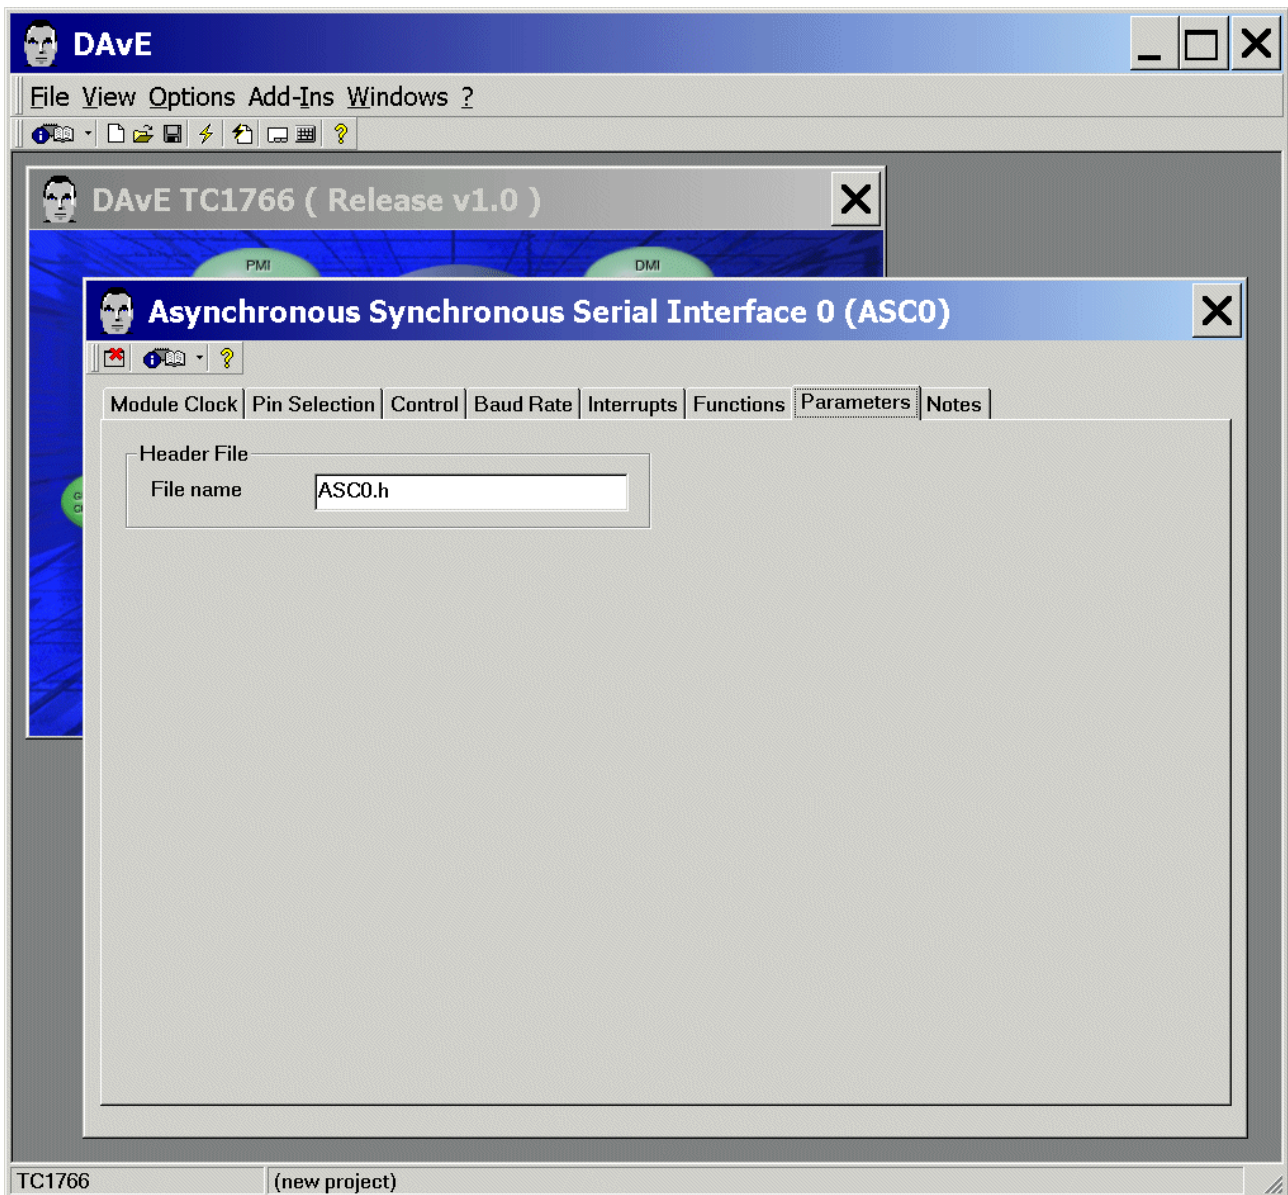 DAvE
File View Options Add-Ins Windows ?
DAvE TC1766 ( Release v1.0 )
PMI DMI
Asynchronous Synchronous Serial Interface 0 (ASC0)
Module Clock Pin Selection Control Baud Rate Interrupts Functions Parameters Notes
Header File
File name ASC0.h
TC1766 (new project)